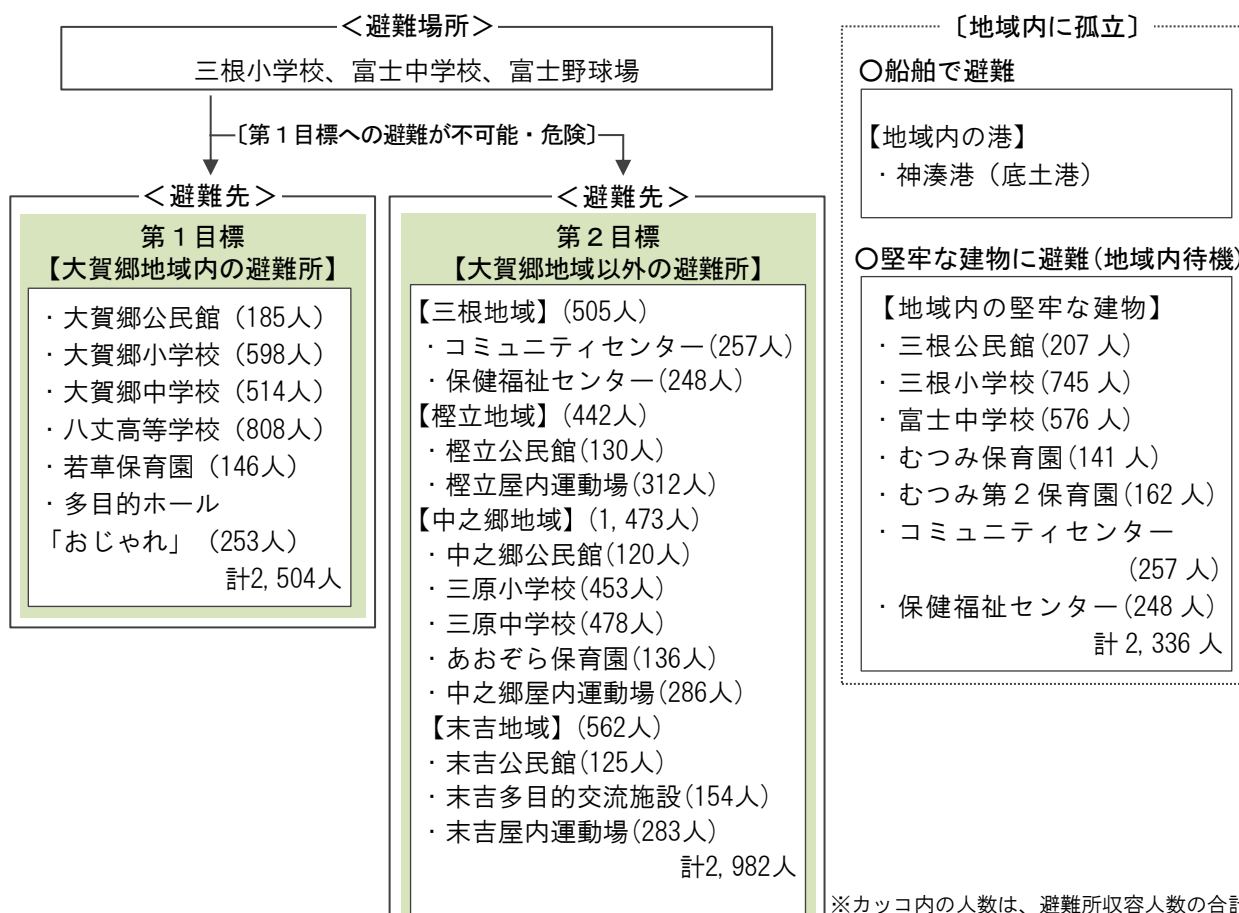 ＜避難場所＞
三根小学校、富士中学校、富士野球場
〔第１目標への避難が不可能・危険〕
＜避難先＞
第１目標
【大賀郷地域内の避難所】
・大賀郷公民館（185人）
・大賀郷小学校（598人）
・大賀郷中学校（514人）
・八丈高等学校（808人）
・若草保育園（146人）
・多目的ホール
「おじゃれ」（253人）
計2,504人
＜避難先＞
第２目標
【大賀郷地域以外の避難所】
【三根地域】(505人)
・コミュニティセンター(257人)
・保健福祉センター(248人)
【樫立地域】(442人)
・樫立公民館(130人)
・樫立屋内運動場(312人)
【中之郷地域】(1,473人)
・中之郷公民館(120人)
・三原小学校(453人)
・三原中学校(478人)
・あおぞら保育園(136人)
・中之郷屋内運動場(286人)
【末吉地域】(562人)
・末吉公民館(125人)
・末吉多目的交流施設(154人)
・末吉屋内運動場(283人)
計2,982人
〔地域内に孤立〕
○船舶で避難
【地域内の港】
・神湊港（底土港）
○堅牢な建物に避難(地域内待機)
【地域内の堅牢な建物】
・三根公民館(207 人)
・三根小学校(745 人)
・富士中学校(576 人)
・むつみ保育園(141 人)
・むつみ第２保育園(162 人)
・コミュニティセンター
(257 人)
・保健福祉センター(248 人)
計 2,336 人
※カッコ内の人数は、避難所収容人数の合計